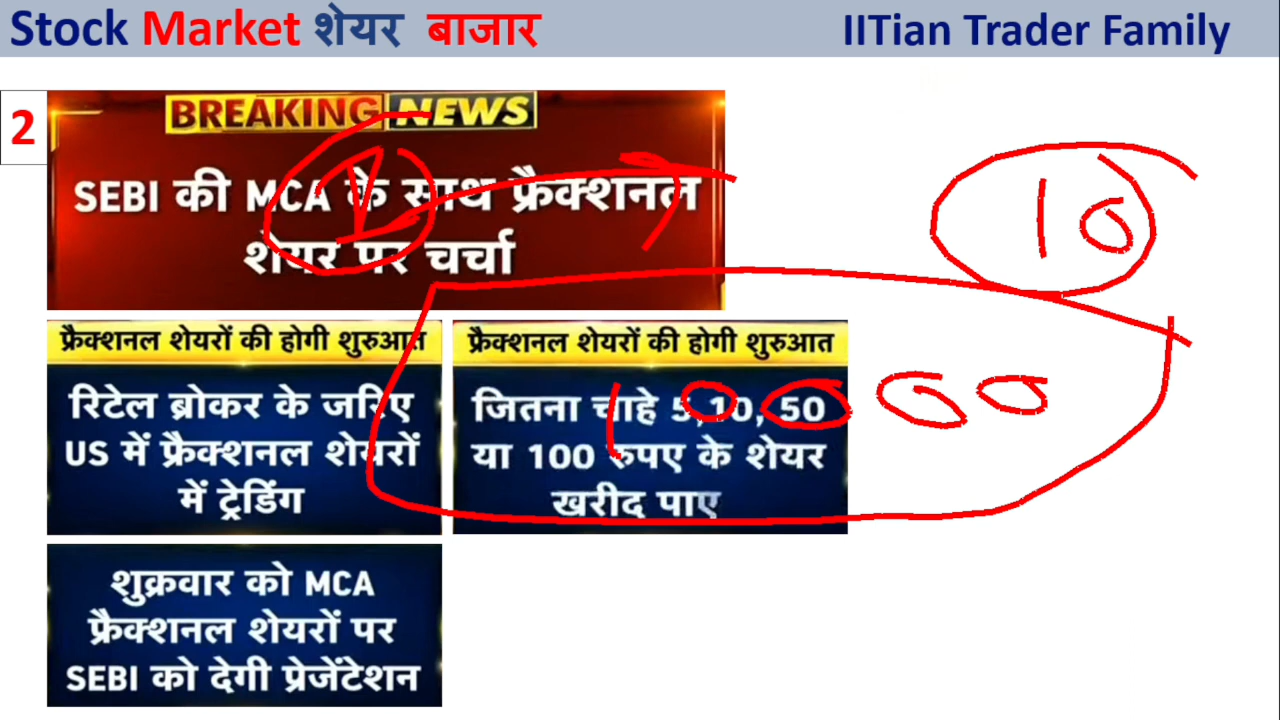 Stock Market शेयर बाजार
IITian Trader Family
2
BREAKING NEWS
SEBI की MCA के साथ फ्रैक्शनल
शेयर पर चर्चा
10
फ्रैक्शनल शेयरों की होगी शुरुआत
रिटेल ब्रोकर के जरिए
US में फ्रैक्शनल शेयरों
में ट्रेडिंग
फ्रैक्शनल शेयरों की होगी शुरुआत
जितना चाहे 5,10, 50
या 100 रुपए के शेयर
खरीद पाए
शुक्रवार को MCA
फ्रैक्शनल शेयरों पर
SEBI को देगी प्रेजेंटेशन